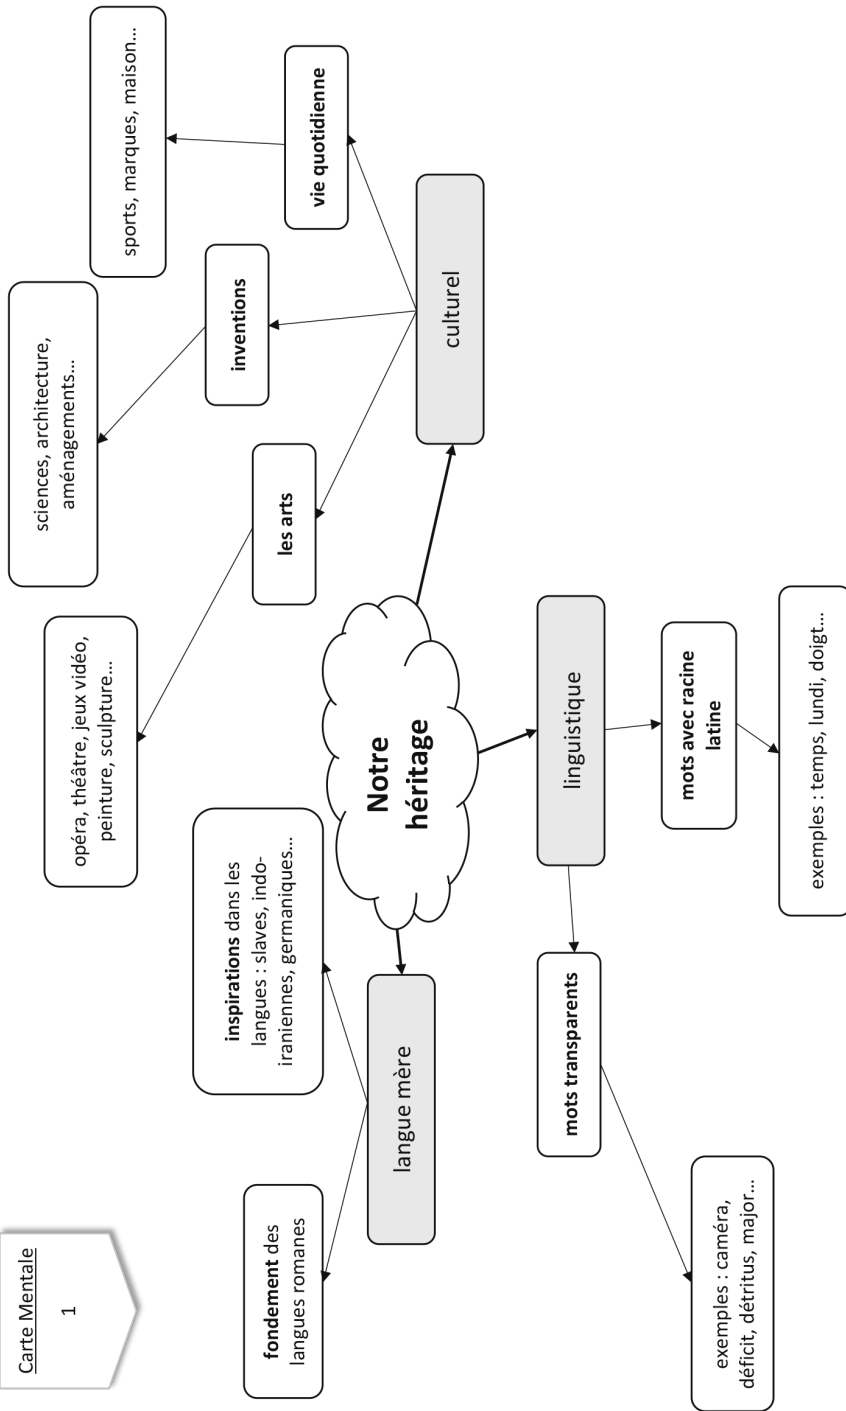 Carte Mentale
1
fondement des
langues romanes
inspirations dans les
langues : slaves, indo-
iraniennes, germaniques...
langue mère
opéra, théâtre, jeux vidéo,
peinture, sculpture...
les arts
sciences, architecture,
aménagements...
inventions
sports, marques, maison...
vie quotidienne
culturel
Notre
héritage
linguistique
mots transparents
exemples : caméra,
déficit, détritus, major...
mots avec racine
latine
exemples : temps, lundi, doigt...